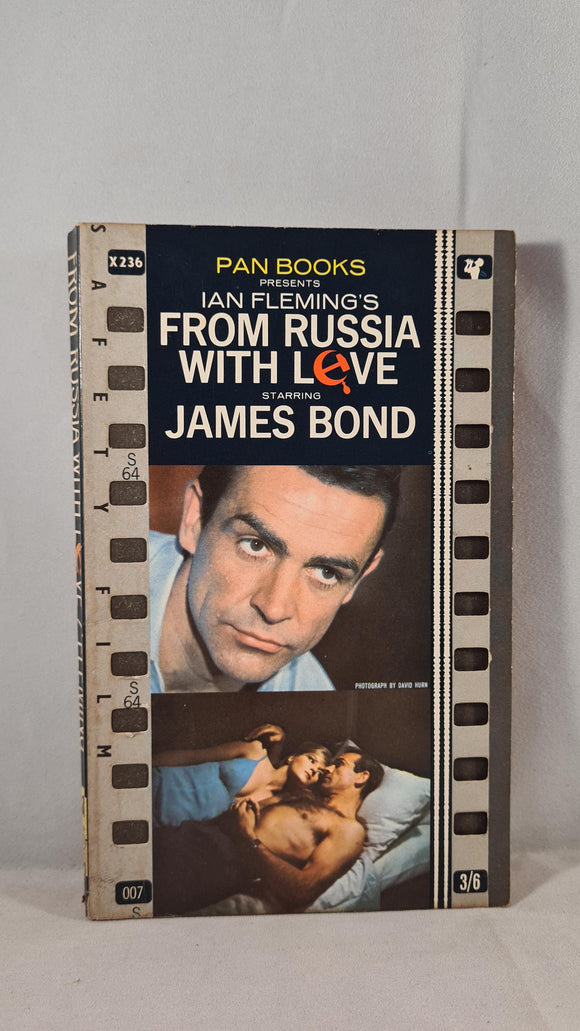 X236
PAN BOOKS
PRESENTS
IAN FLEMING'S
FROM RUSSIA
WITH LOVE
STARRING
JAMES BOND
SAFETY FILM
S
64
S
64
PHOTOGRAPH BY DAVID HURN
007
S
3/6
FROM RUSSIA WITH LOVE